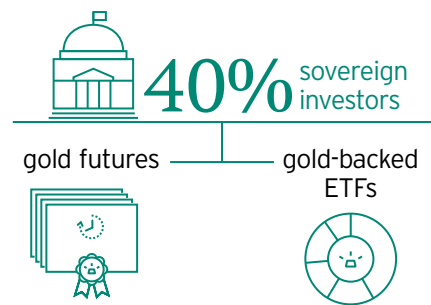 40% sovereign
investors
gold futures
gold-backed
ETFs